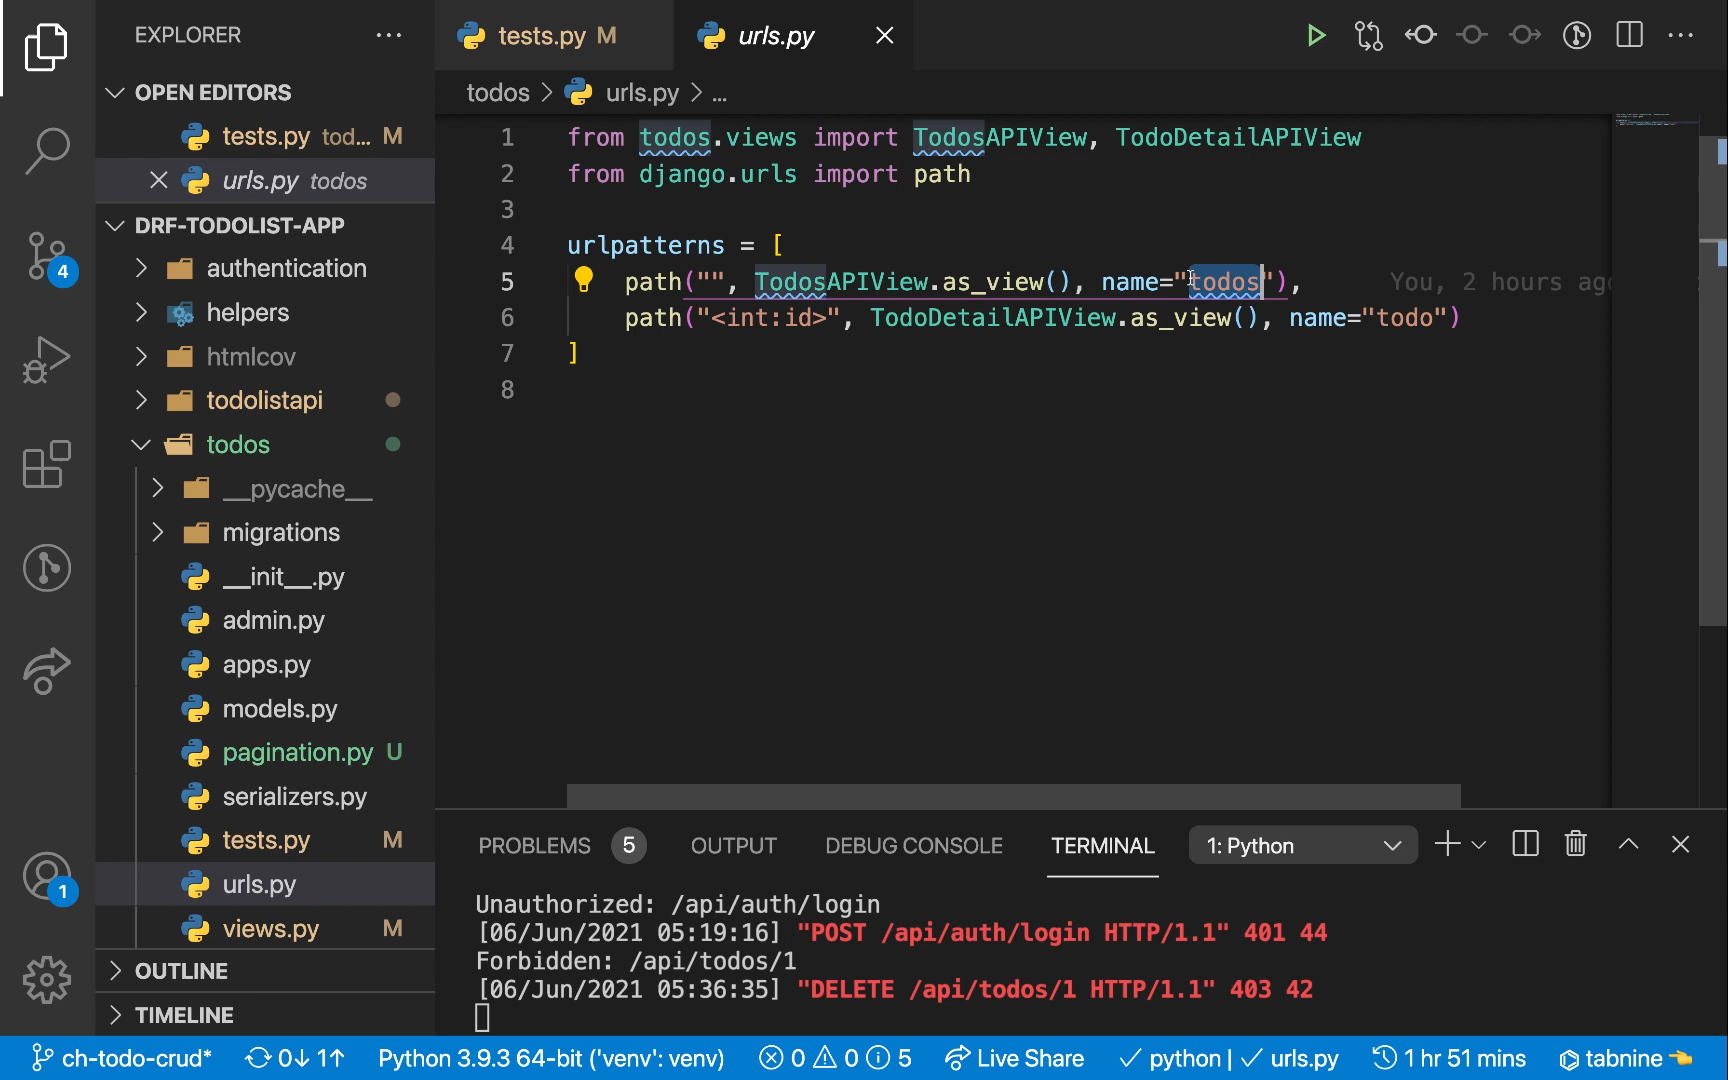 EXPLORER
OPEN EDITORS
tests.py tod... M
urls.py todos
DRF-TODOLIST-APP
authentication
helpers
htmlcov
todolistapi
todos
__pycache__
migrations
__init__.py
admin.py
apps.py
models.py
pagination.py U
serializers.py
tests.py M
urls.py
views.py M
OUTLINE
TIMELINE
4
1
tests.py M urls.py
todos > urls.py > ...
1 from todos.views import TodosAPIView, TodoDetailAPIView
2 from django.urls import path
3
4 urlpatterns = [
5 path("", TodosAPIView.as_view(), name="todos"), You, 2 hours ag
6 path("<int:id>", TodoDetailAPIView.as_view(), name="todo")
7 ]
8
PROBLEMS 5 OUTPUT DEBUG CONSOLE TERMINAL 1: Python
Unauthorized: /api/auth/login
[06/Jun/2021 05:19:16] "POST /api/auth/login HTTP/1.1" 401 44
Forbidden: /api/todos/1
[06/Jun/2021 05:36:35] "DELETE /api/todos/1 HTTP/1.1" 403 42
ch-todo-crud* 0↓ 1↑ Python 3.9.3 64-bit ('venv': venv) 0 0 5 Live Share ✓ python | ✓ urls.py 1 hr 51 mins tabnine